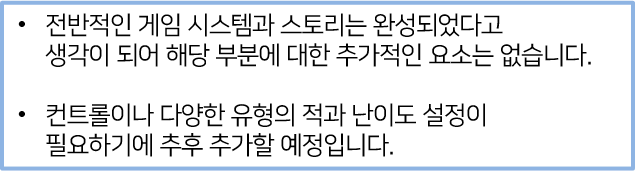 • 전반적인 게임 시스템과 스토리는 완성되었다고
생각이 되어 해당 부분에 대한 추가적인 요소는 없습니다.
• 컨트롤이나 다양한 유형의 적과 난이도 설정이
필요하기에 추후 추가할 예정입니다.